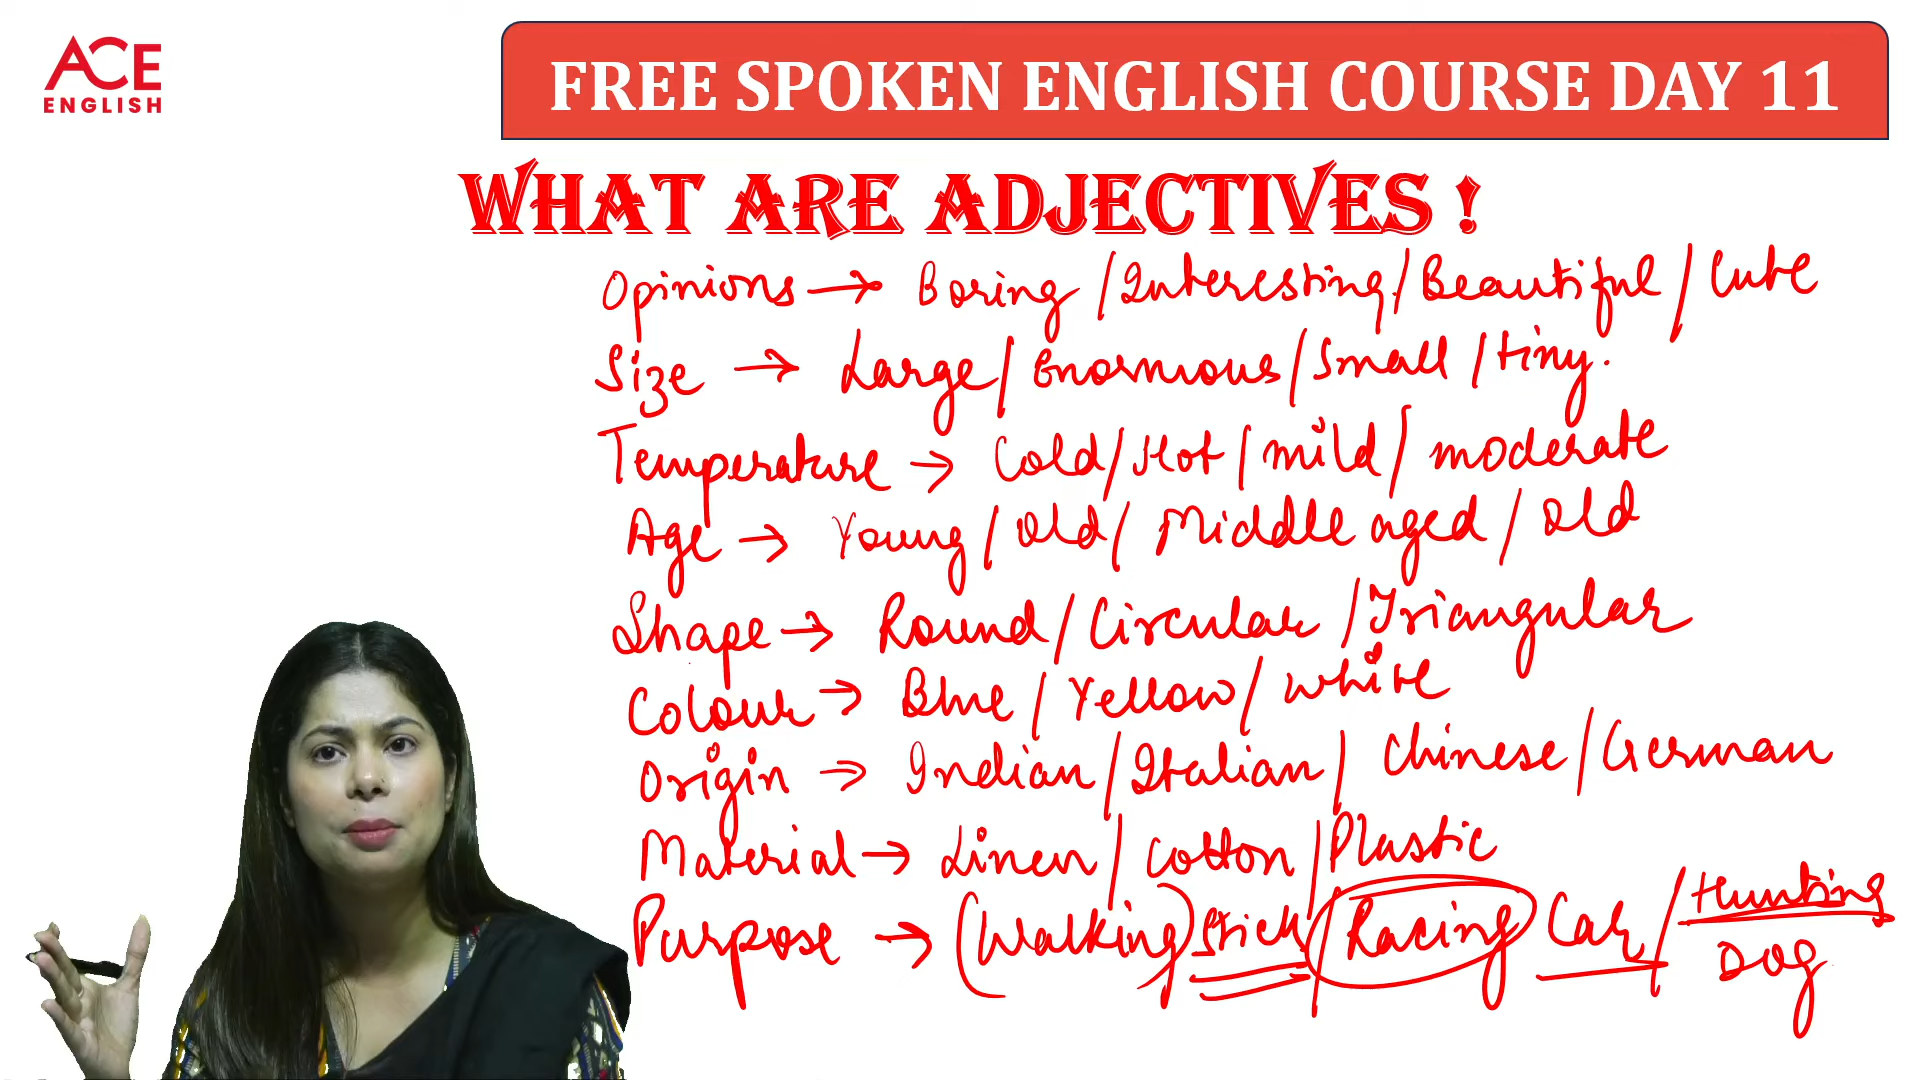 ACE
ENGLISH
FREE SPOKEN ENGLISH COURSE DAY 11
WHAT ARE ADJECTIVES !
Opinions → Boring / Interesting / Beautiful / Cute
Size → Large / Enormous / Small / tiny.
Temperature → Cold / Hot / mild / moderate
Age → Young / Old / Middle aged / Old
Shape → Round / Circular / Triangular
Colour → Blue / Yellow / white
Origin → Indian / Italian / Chinese / German
Material → Linen / Cotton / Plastic
Purpose → (Walking) Stick / Racing Car / Hunting
Dog